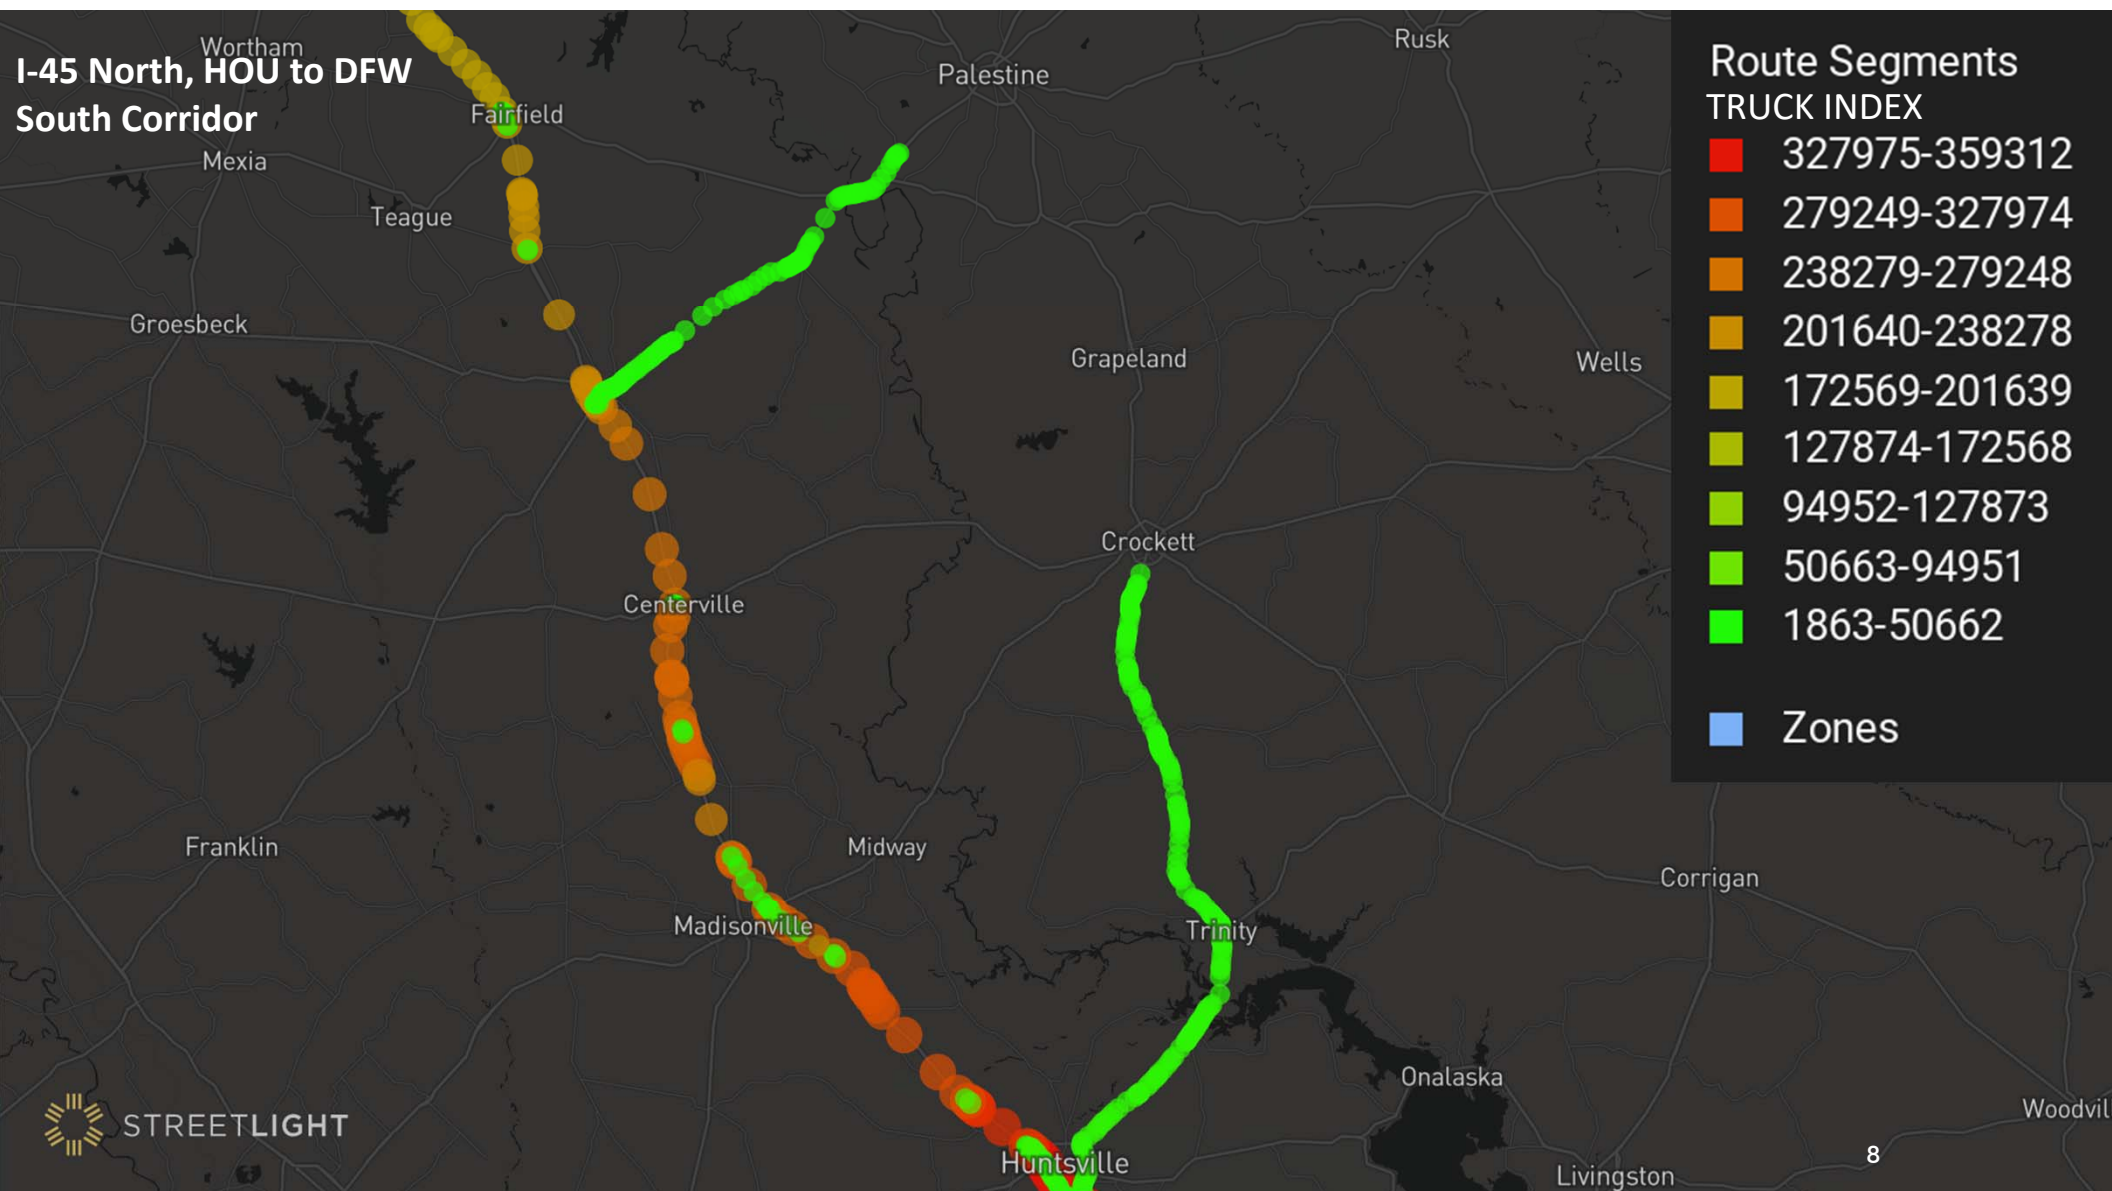 I-45 North, HOU to DFW
South Corridor
Route Segments
TRUCK INDEX
327975-359312
279249-327974
238279-279248
201640-238278
172569-201639
127874-172568
94952-127873
50663-94951
1863-50662
Zones
Wortham
Rusk
Palestine
Fairfield
Mexia
Teague
Groesbeck
Grapeland
Wells
Crockett
Centerville
Franklin
Midway
Corrigan
Madisonville
Trinity
Onalaska
Woodvil
STREETLIGHT
Huntsville
8
Livingston